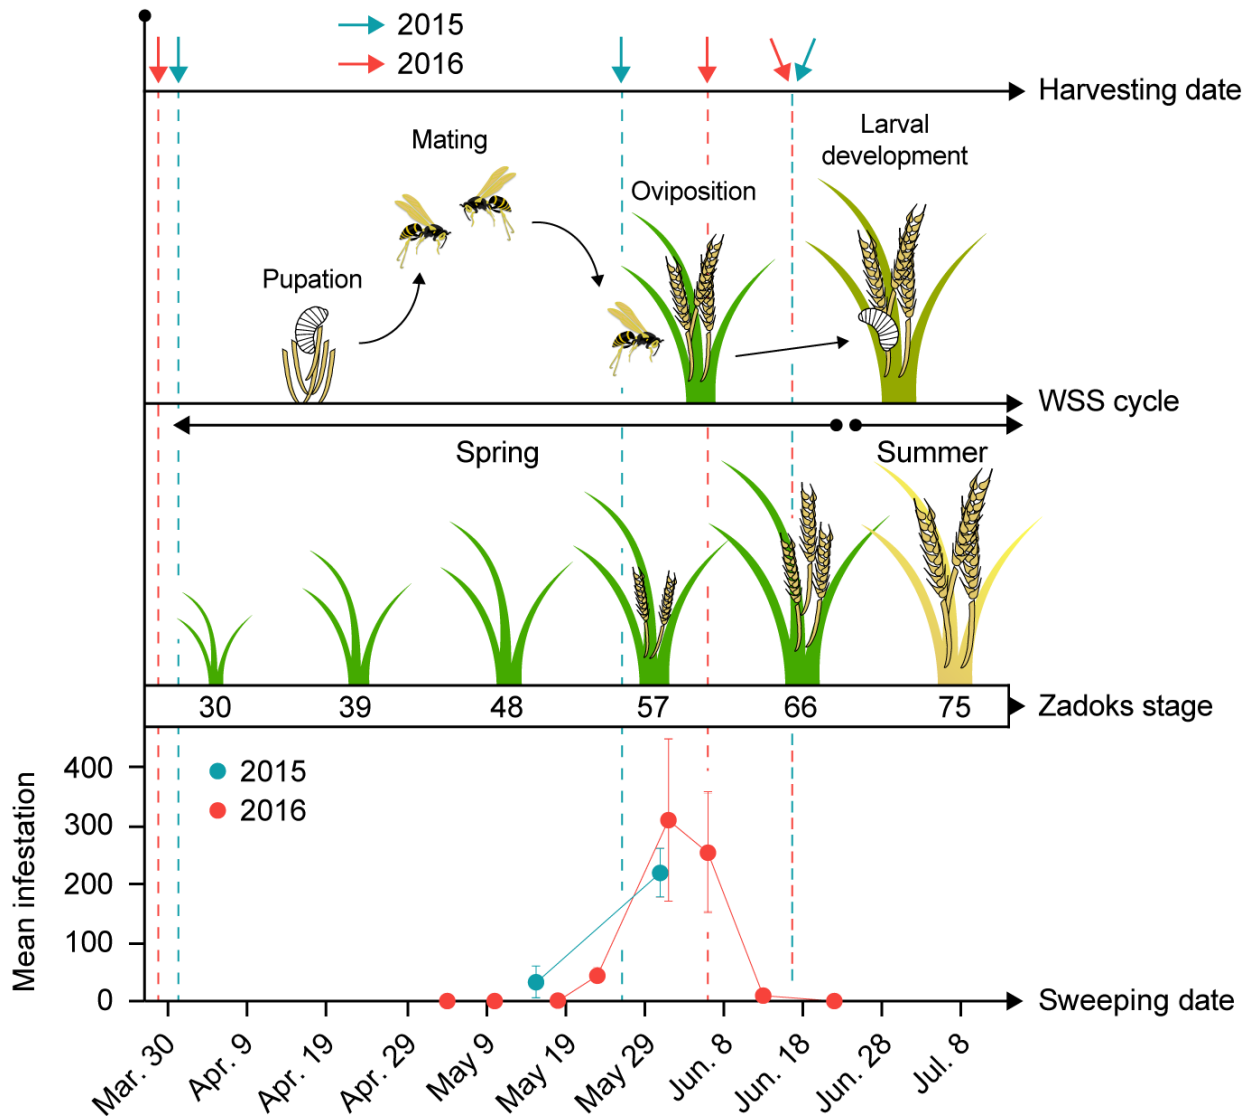 2015
2016
Harvesting date
Mating
Larval
development
Oviposition
Pupation
WSS cycle
Spring
Summer
30 39 48 57 66 75
Zadoks stage
Mean infestation
400
300
200
100
0
2015
2016
Sweeping date
Mar. 30
Apr. 9
Apr. 19
Apr. 29
May 9
May 19
May 29
Jun. 8
Jun. 18
Jun. 28
Jul. 8